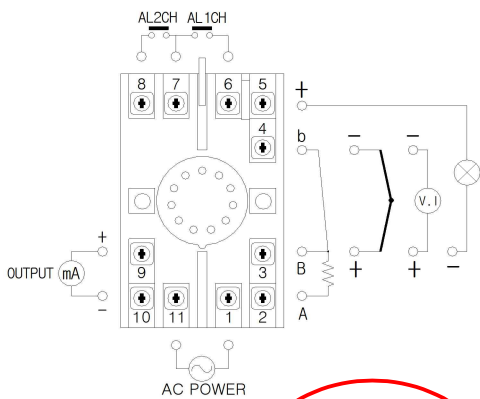 AL2CH AL1CH
8 7 6 5
+
4
b − −
V.I
+
OUTPUT mA
9 3 B + + −
−
10 11 1 2
A
AC POWER